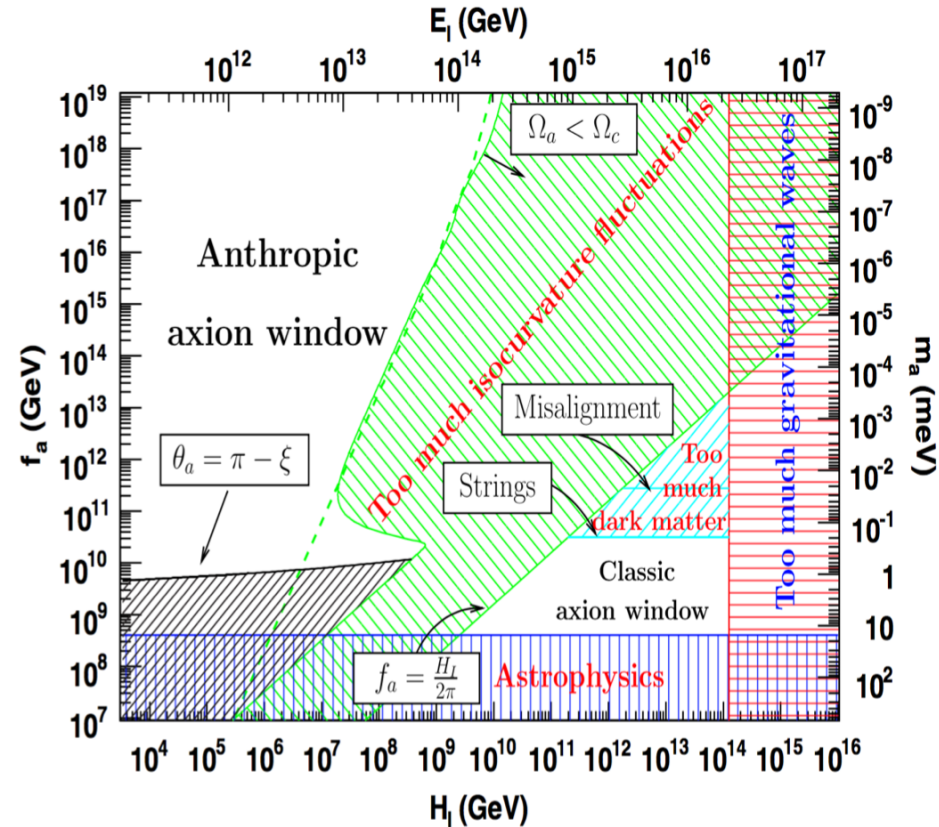 E_I (GeV)
10^12 10^13 10^14 10^15 10^16 10^17
10^19
10^18
10^17
10^16
10^15
10^14
10^13
10^12
10^11
10^10
10^9
10^8
10^7
f_a (GeV)
Ω_a < Ω_c
Anthropic
axion window
Too much isocurvature fluctuations
Too much gravitational waves
θ_a = π − ξ
Misalignment
Strings
Too
much
dark matter
Classic
axion window
f_a = H_I/2π
Astrophysics
10^-9
10^-8
10^-7
10^-6
10^-5
10^-4
10^-3
10^-2
10^-1
1
10
10^2
m_a (meV)
10^4 10^5 10^6 10^7 10^8 10^9 10^10 10^11 10^12 10^13 10^14 10^15 10^16
H_I (GeV)